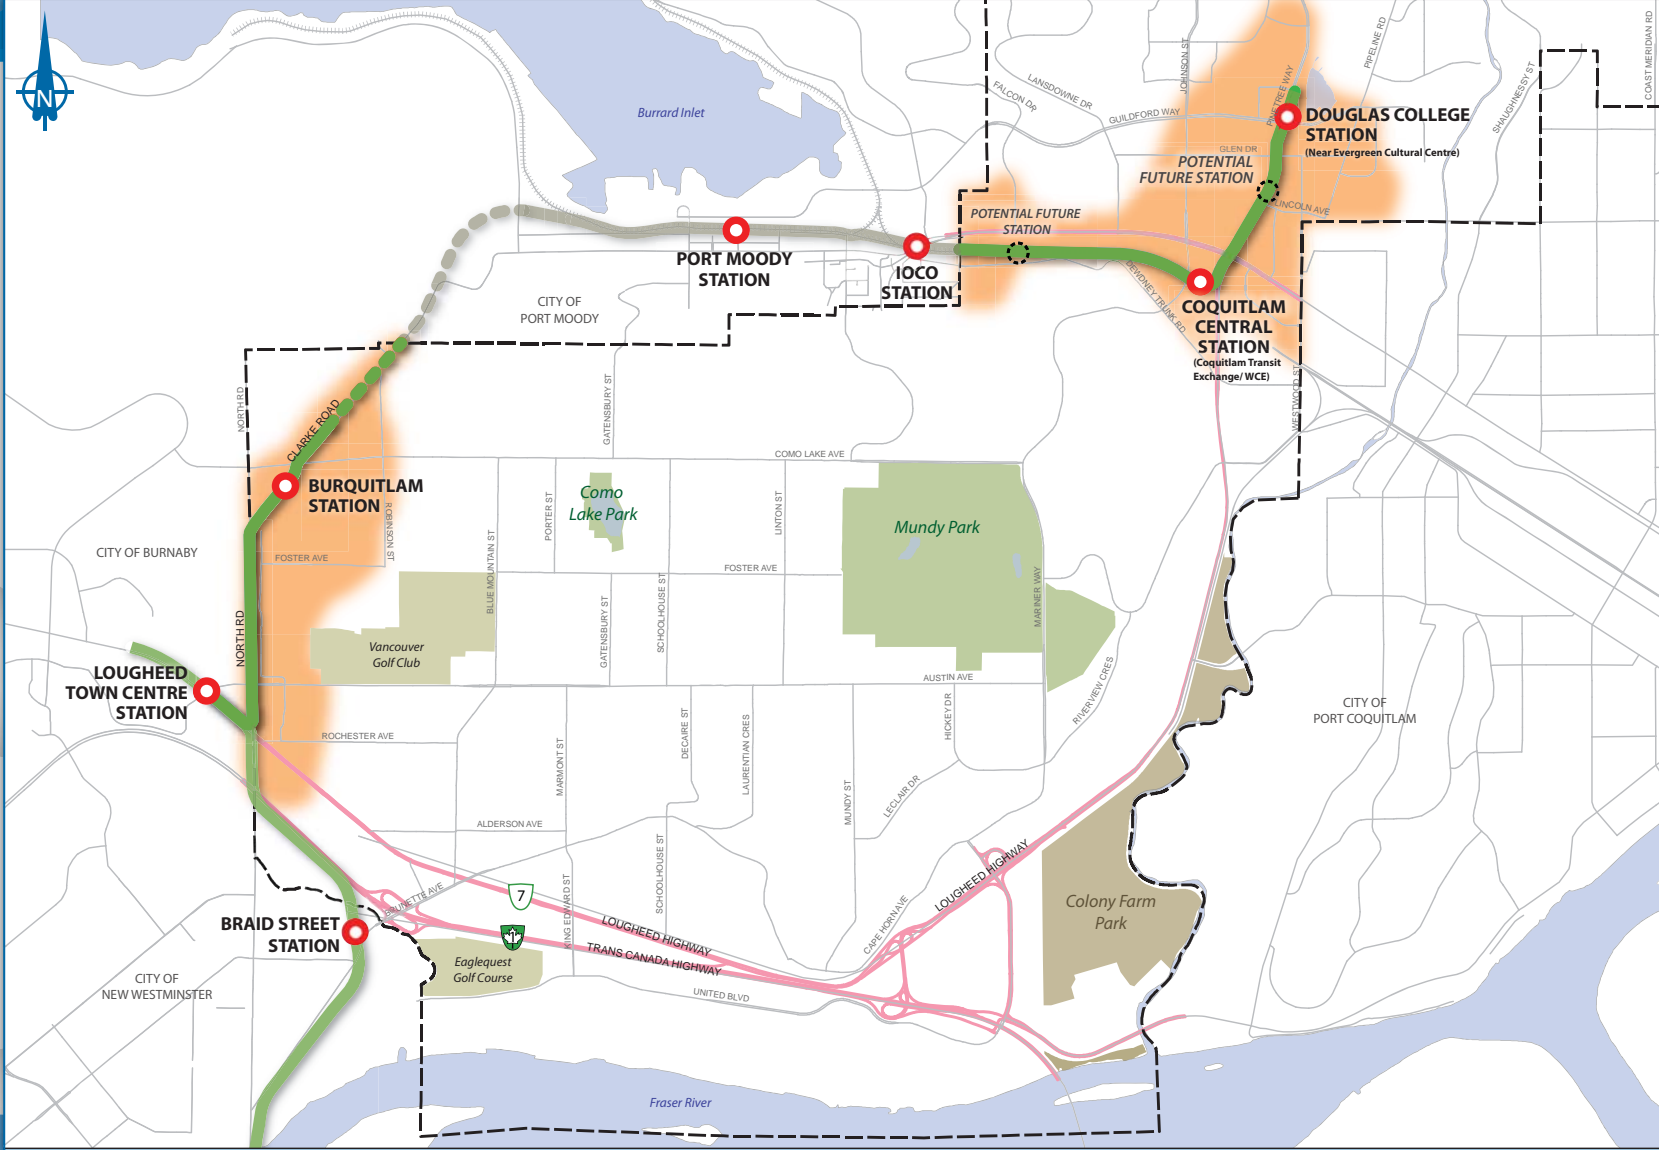 N
Burrard Inlet
FALCON DR
LANSDOWNE DR
GUILDFORD WAY
JOHNSON ST
PINETREE WAY
PIPELINE RD
SHAUGHNESSY ST
COAST MERIDIAN RD
DOUGLAS COLLEGE
STATION
(Near Evergreen Cultural Centre)
GLEN DR
POTENTIAL
FUTURE STATION
LINCOLN AVE
POTENTIAL FUTURE
STATION
PORT MOODY
STATION
IOCO
STATION
DEWDNEY TRUNK RD
COQUITLAM
CENTRAL
STATION
(Coquitlam Transit
Exchange/ WCE)
WESTWOOD ST
CITY OF
PORT MOODY
NORTH RD
CLARKE ROAD
GATENSBURY ST
COMO LAKE AVE
BURQUITLAM
STATION
ROBINSON ST
FOSTER AVE
BLUE MOUNTAIN ST
PORTER ST
Como
Lake Park
LINTON ST
Mundy Park
CITY OF BURNABY
FOSTER AVE
GATENSBURY ST
SCHOOLHOUSE ST
MARINER WAY
NORTH RD
Vancouver
Golf Club
LOUGHEED
TOWN CENTRE
STATION
AUSTIN AVE
RIVERVIEW CRES
HICKEY DR
CITY OF
PORT COQUITLAM
ROCHESTER AVE
MARMONT ST
DECAIRE ST
LAURENTIAN CRES
MUNDY ST
LECLAIR DR
ALDERSON AVE
SCHOOLHOUSE ST
KING EDWARD ST
BRUNETTE AVE
7
1
LOUGHEED HIGHWAY
TRANS CANADA HIGHWAY
CAPE HORN AVE
LOUGHEED HIGHWAY
Colony Farm
Park
BRAID STREET
STATION
Eaglequest
Golf Course
UNITED BLVD
CITY OF
NEW WESTMINSTER
Fraser River